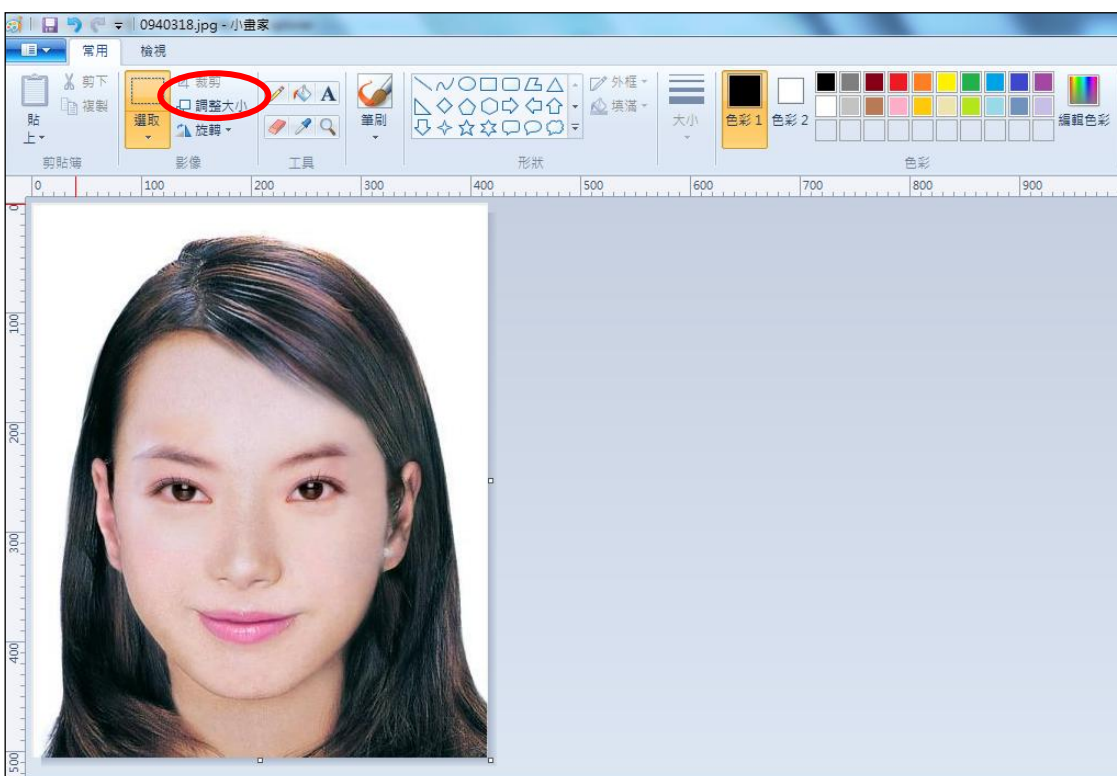 0940318.jpg - 小畫家
常用 檢視
剪下 裁剪 外框
複製 調整大小 A 填滿
貼上 選取 旋轉 筆刷 大小 色彩 1 色彩 2 編輯色彩
剪貼簿 影像 工具 形狀 色彩
0 100 200 300 400 500 600 700 800 900
0
100
200
300
400
500